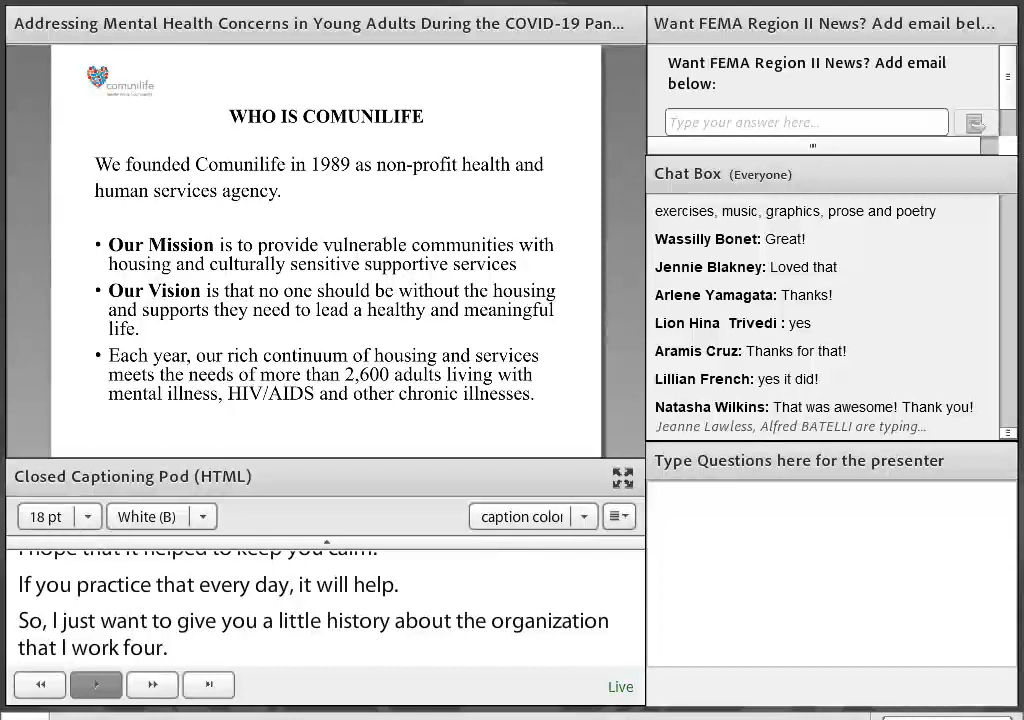 Addressing Mental Health Concerns in Young Adults During the COVID-19 Pan...
comunilife
WHO IS COMUNILIFE
We founded Comunilife in 1989 as non-profit health and
human services agency.
• Our Mission is to provide vulnerable communities with
housing and culturally sensitive supportive services
• Our Vision is that no one should be without the housing
and supports they need to lead a healthy and meaningful
life.
• Each year, our rich continuum of housing and services
meets the needs of more than 2,600 adults living with
mental illness, HIV/AIDS and other chronic illnesses.
Closed Captioning Pod (HTML)
18 pt
White (B)
caption color
I hope that it helped to keep you calm.
If you practice that every day, it will help.
So, I just want to give you a little history about the organization
that I work four.
Live
Want FEMA Region II News? Add email bel...
Want FEMA Region II News? Add email
below:
Type your answer here...
Chat Box (Everyone)
exercises, music, graphics, prose and poetry
Wassilly Bonet: Great!
Jennie Blakney: Loved that
Arlene Yamagata: Thanks!
Lion Hina Trivedi : yes
Aramis Cruz: Thanks for that!
Lillian French: yes it did!
Natasha Wilkins: That was awesome! Thank you!
Jeanne Lawless, Alfred BATELLI are typing...
Type Questions here for the presenter